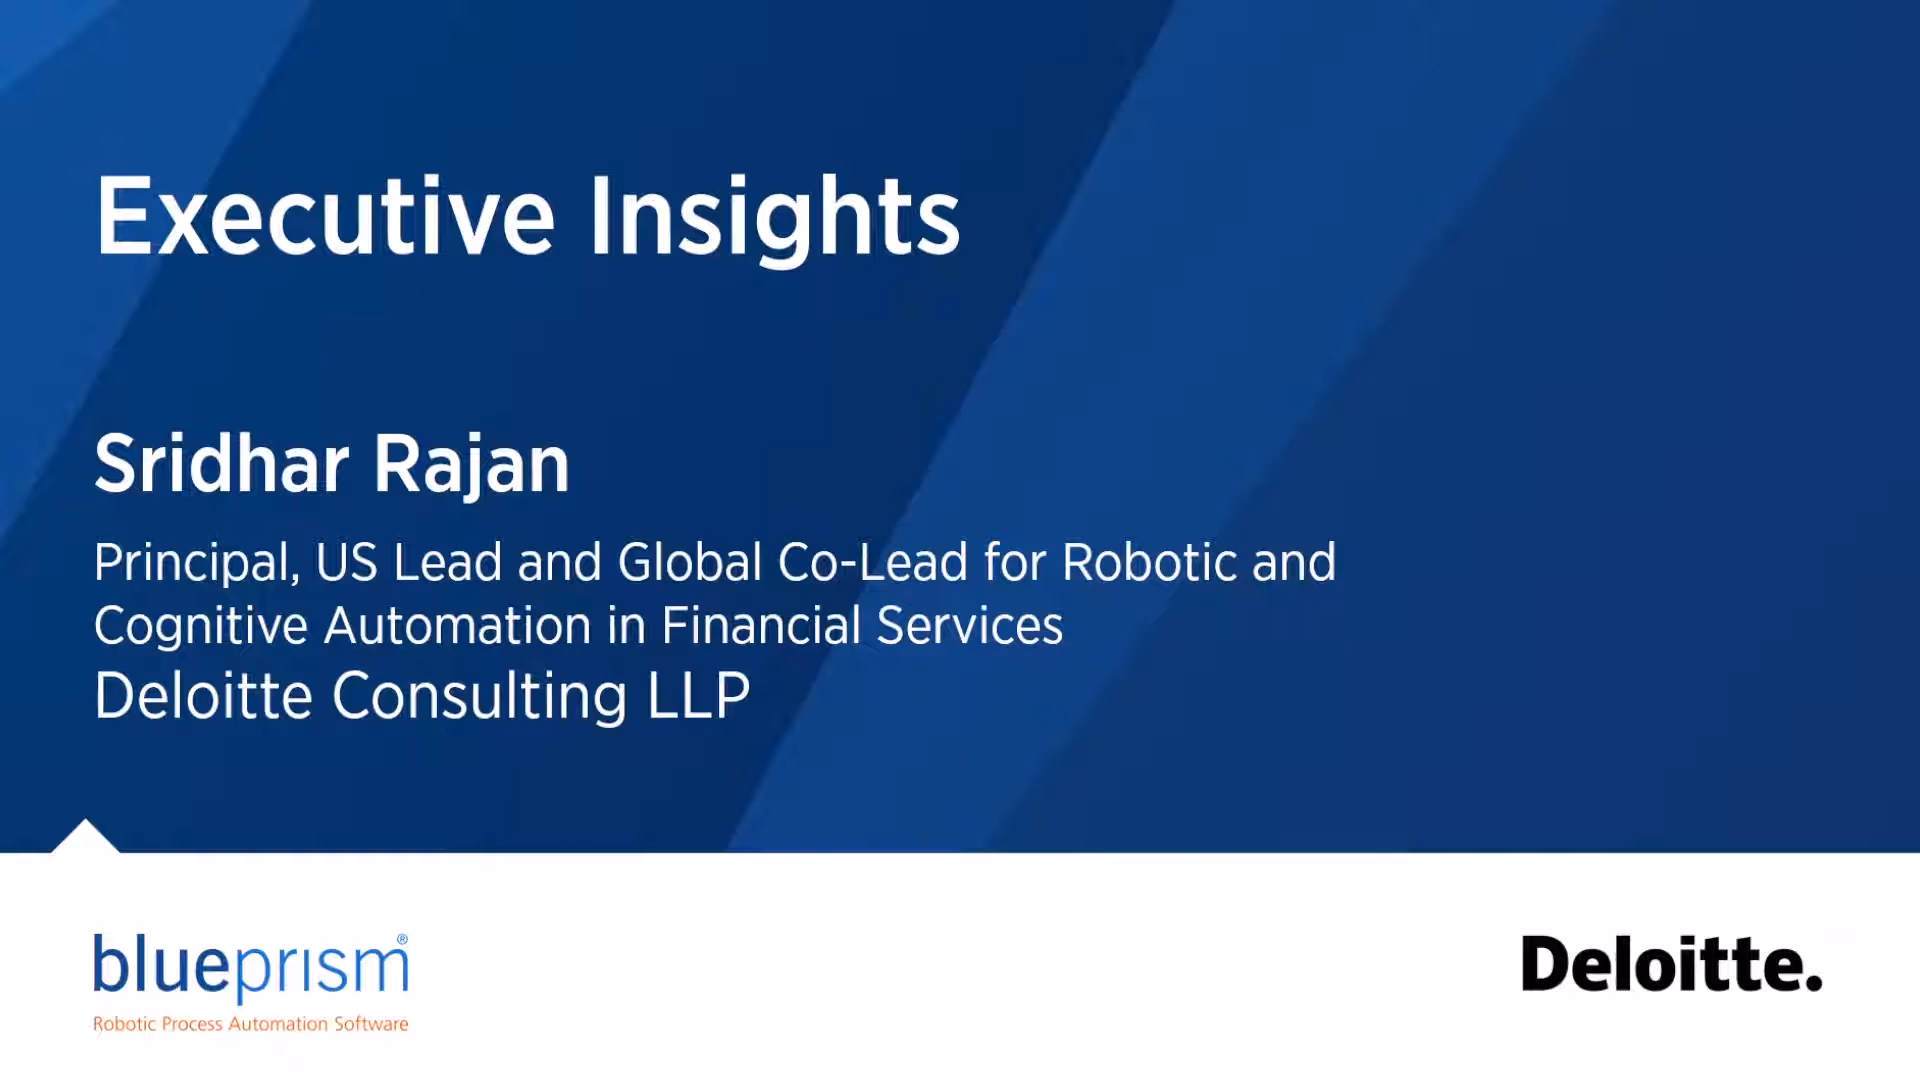 Executive Insights
Sridhar Rajan
Principal, US Lead and Global Co-Lead for Robotic and
Cognitive Automation in Financial Services
Deloitte Consulting LLP
blueprism®
Robotic Process Automation Software
Deloitte.